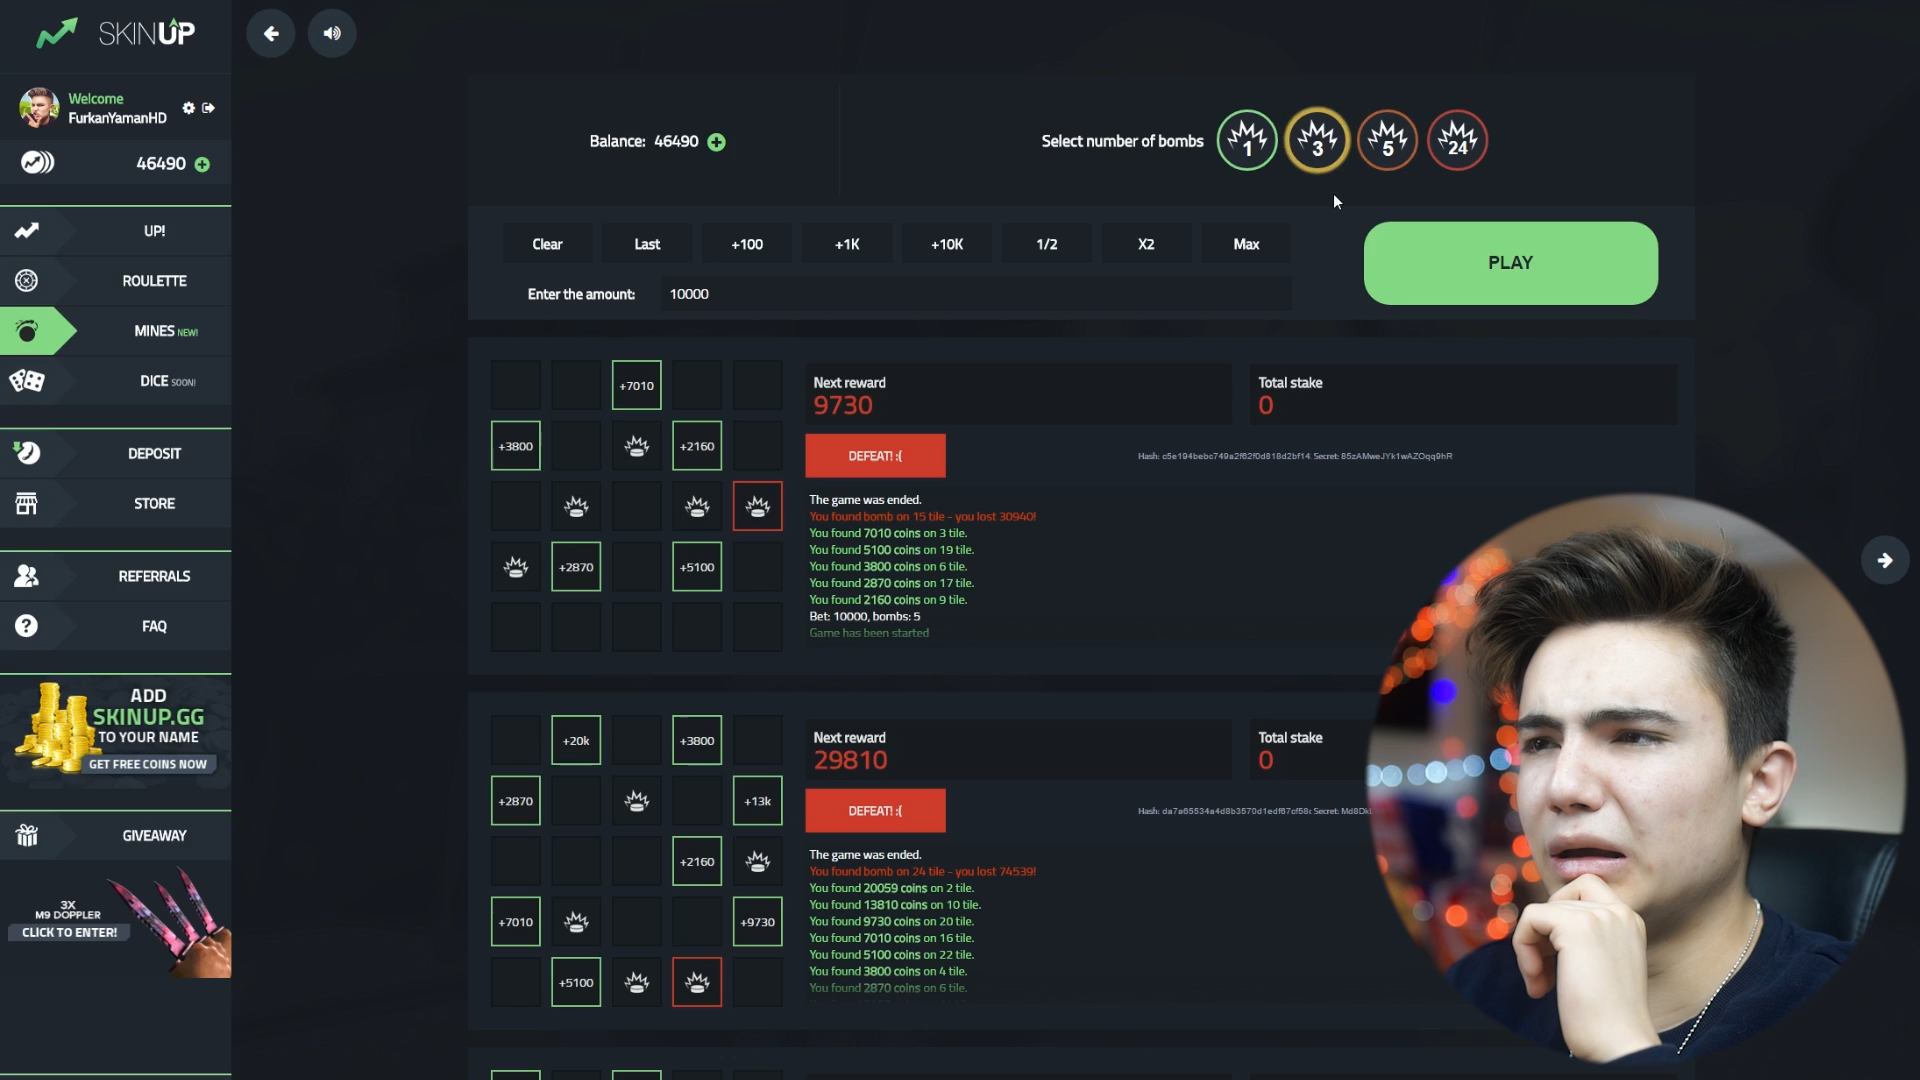 SKINUP
Welcome
FurkanYamanHD
46490
UP!
ROULETTE
MINES NEW!
DICE SOON!
DEPOSIT
STORE
REFERRALS
FAQ
ADD
SKINUP.GG
TO YOUR NAME
GET FREE COINS NOW
GIVEAWAY
3X
M9 DOPPLER
CLICK TO ENTER!
Balance: 46490
Select number of bombs 1 3 5 24
Clear Last +100 +1K +10K 1/2 X2 Max
Enter the amount: 10000
PLAY
+7010
+3800 +2160
+2870 +5100
Next reward
9730
Total stake
0
DEFEAT! :(
Hash: c5e194bebc749a2f62f0d818d2bf14 Secret: 85zAMweJYk1wAZOqq9hR
The game was ended.
You found bomb on 15 tile - you lost 30940!
You found 7010 coins on 3 tile.
You found 5100 coins on 19 tile.
You found 3800 coins on 6 tile.
You found 2870 coins on 17 tile.
You found 2160 coins on 9 tile.
Bet: 10000, bombs: 5
Game has been started
+20k +3800
+2870 +13k
+2160
+7010 +9730
+5100
Next reward
29810
Total stake
0
DEFEAT! :(
Hash: da7a65534a4d8b3570d1edf67cf58c Secret:
The game was ended.
You found bomb on 24 tile - you lost 74539!
You found 20059 coins on 2 tile.
You found 13810 coins on 10 tile.
You found 9730 coins on 20 tile.
You found 7010 coins on 16 tile.
You found 5100 coins on 22 tile.
You found 3800 coins on 4 tile.
You found 2870 coins on 6 tile.